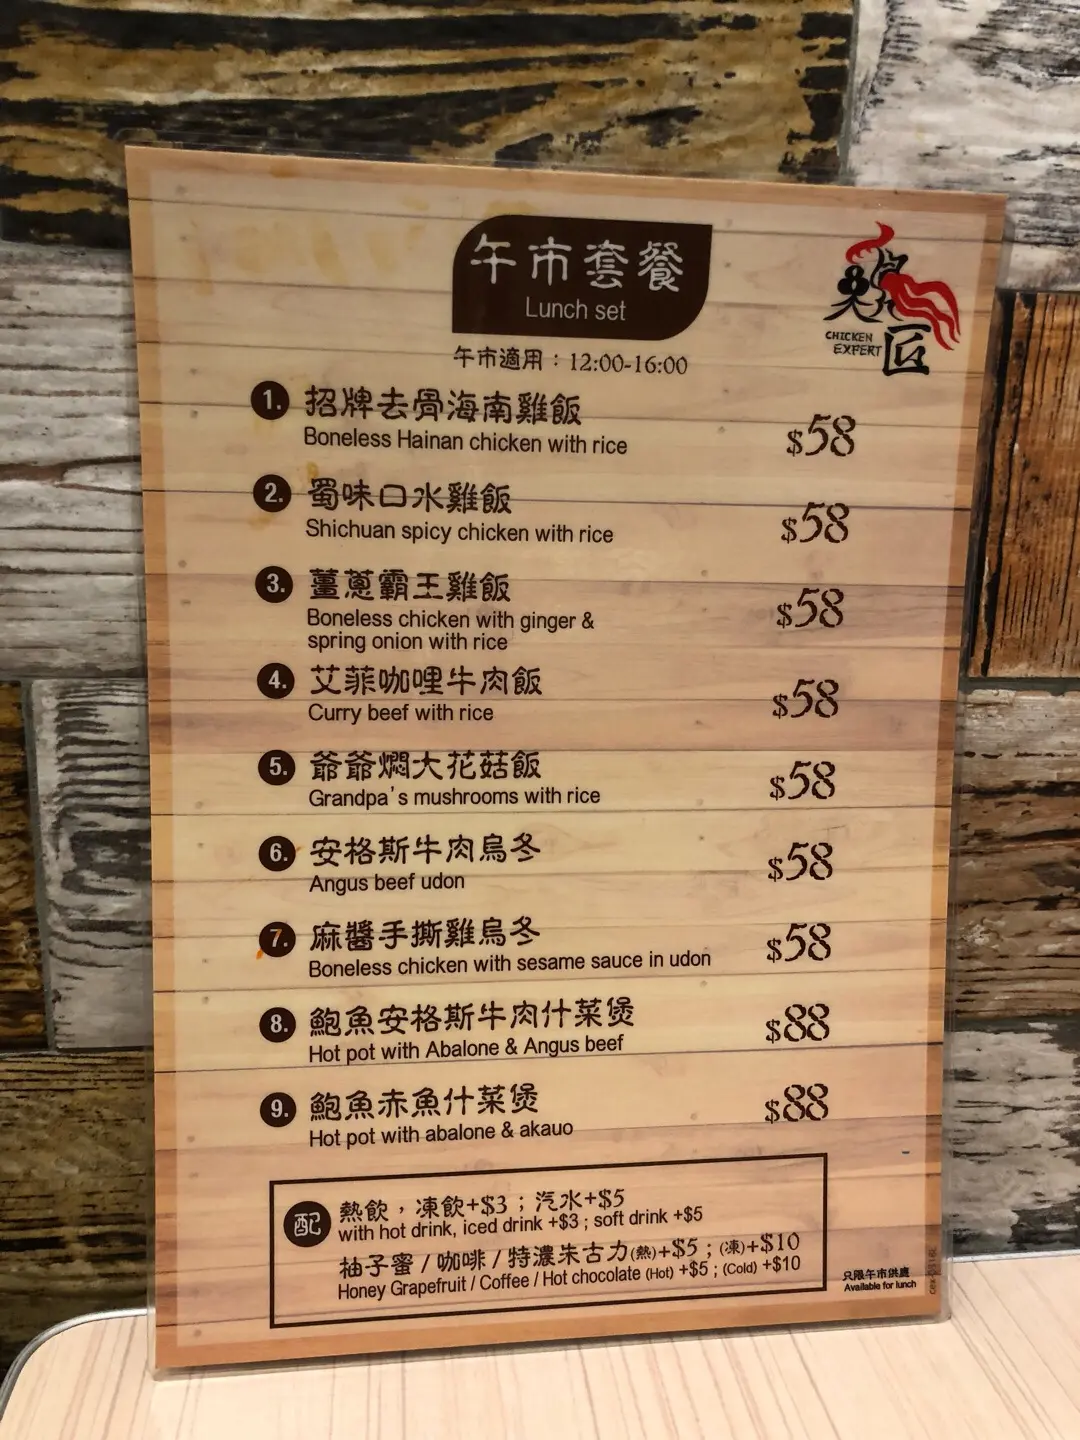 午市套餐
Lunch set
CHICKEN
EXPERT
匠
午市適用：12:00-16:00
1. 招牌去骨海南雞飯
Boneless Hainan chicken with rice
$58
2. 蜀味口水雞飯
Shichuan spicy chicken with rice
$58
3. 薑蔥霸王雞飯
Boneless chicken with ginger &
spring onion with rice
$58
4. 艾菲咖哩牛肉飯
Curry beef with rice
$58
5. 爺爺燜大花菇飯
Grandpa's mushrooms with rice
$58
6. 安格斯牛肉烏冬
Angus beef udon
$58
7. 麻醬手撕雞烏冬
Boneless chicken with sesame sauce in udon
$58
8. 鮑魚安格斯牛肉什菜煲
Hot pot with Abalone & Angus beef
$88
9. 鮑魚赤魚什菜煲
Hot pot with abalone & akauo
$88
配 熱飲，凍飲+$3；汽水+$5
with hot drink, iced drink +$3 ; soft drink +$5
柚子蜜 / 咖啡 / 特濃朱古力(熱)+$5；(凍)+$10
Honey Grapefruit / Coffee / Hot chocolate (Hot) +$5 ; (Cold) +$10
只限午市供應
Available for lunch